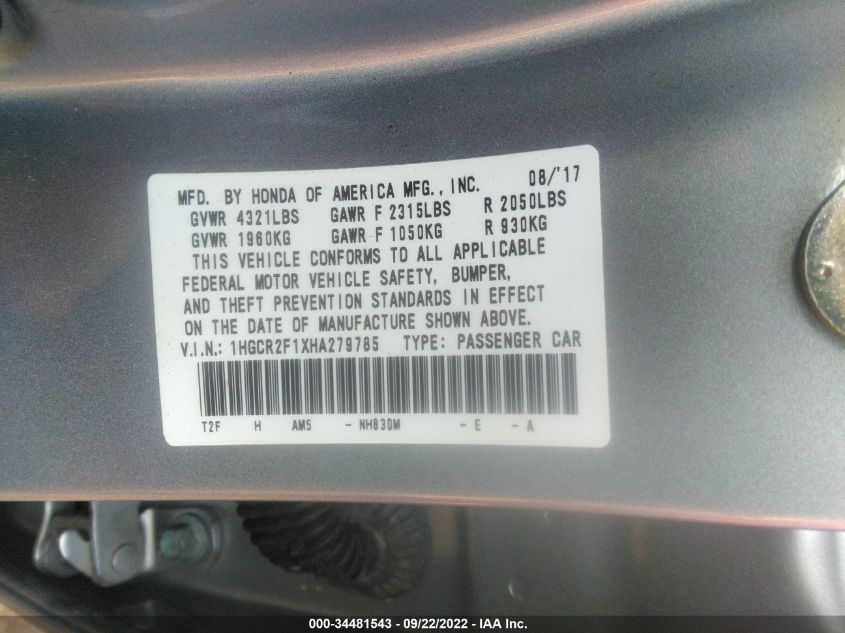 MFD. BY HONDA OF AMERICA MFG., INC. 08/'17
GVWR 4321LBS GAWR F 2315LBS R 2050LBS
GVWR 1960KG GAWR F 1050KG R 930KG
THIS VEHICLE CONFORMS TO ALL APPLICABLE
FEDERAL MOTOR VEHICLE SAFETY, BUMPER,
AND THEFT PREVENTION STANDARDS IN EFFECT
ON THE DATE OF MANUFACTURE SHOWN ABOVE.
V.I.N.: 1HGCR2F1XHA279785 TYPE: PASSENGER CAR
T2F H AM5 - NH830M - E - A
000-34481543 - 09/22/2022 - IAA Inc.